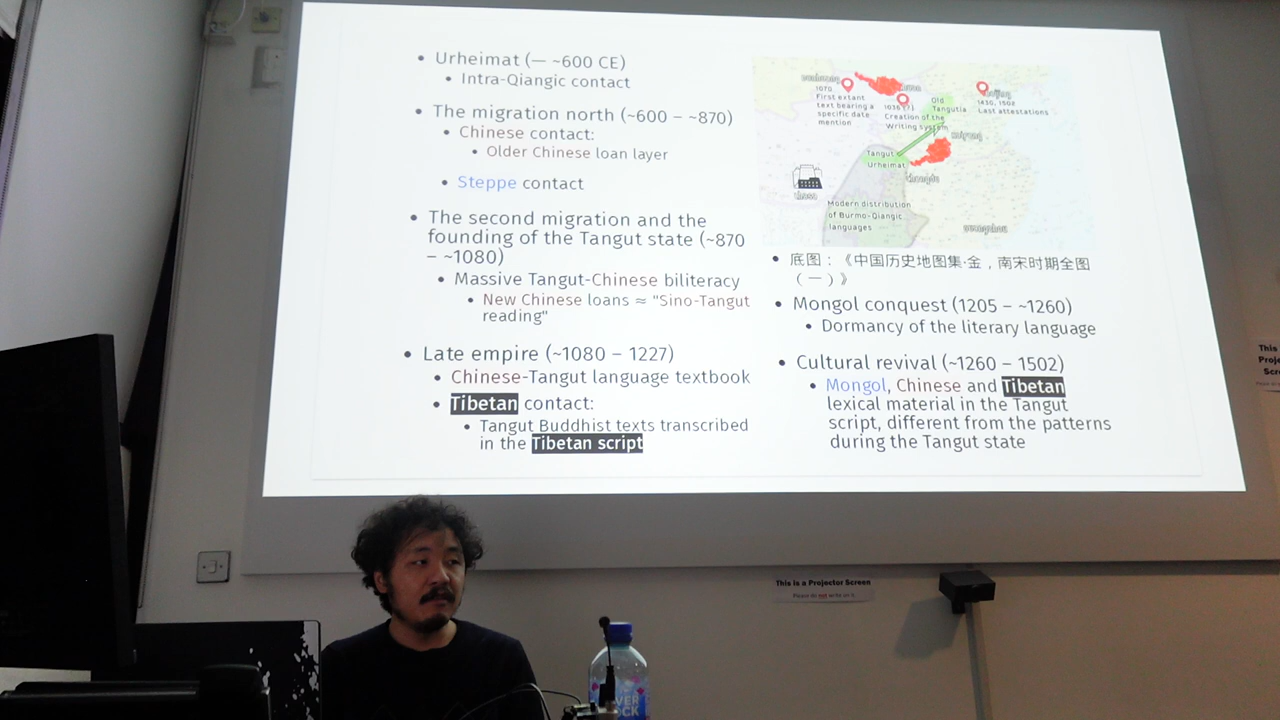 • Urheimat (— ~600 CE)
• Intra-Qiangic contact
• The migration north (~600 – ~870)
• Chinese contact:
• Older Chinese loan layer
• Steppe contact
• The second migration and the
founding of the Tangut state (~870
– ~1080)
• Massive Tangut-Chinese biliteracy
• New Chinese loans ≈ "Sino-Tangut
reading"
• Late empire (~1080 – 1227)
• Chinese-Tangut language textbook
• Tibetan contact:
• Tangut Buddhist texts transcribed
in the Tibetan script
1070
First extant
text bearing a
specific date
mention
Creation of the
Writing system
Old
Tangutia
1430, 1502
Last attestations
Tangut
Urheimat
Modern distribution
of Burmo-Qiangic
languages
• 底图：《中国历史地图集·金，南宋时期全图
（一）》
• Mongol conquest (1205 – ~1260)
• Dormancy of the literary language
• Cultural revival (~1260 – 1502)
• Mongol, Chinese and Tibetan
lexical material in the Tangut
script, different from the patterns
during the Tangut state
This is a Projector Screen
Please do not write on it.
This